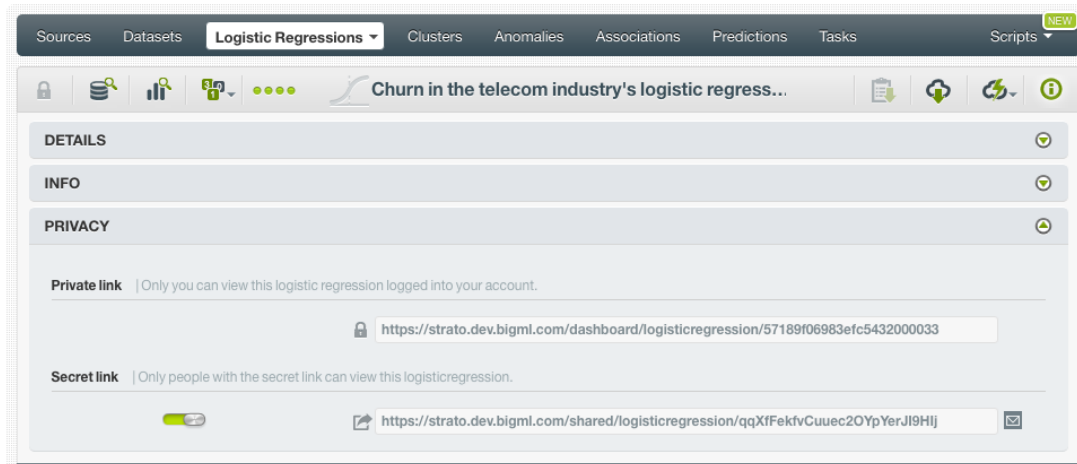 NEW
Sources Datasets Logistic Regressions Clusters Anomalies Associations Predictions Tasks Scripts
Churn in the telecom industry's logistic regress...
DETAILS
INFO
PRIVACY
Private link | Only you can view this logistic regression logged into your account.
https://strato.dev.bigml.com/dashboard/logisticregression/57189f06983efc5432000033
Secret link | Only people with the secret link can view this logisticregression.
https://strato.dev.bigml.com/shared/logisticregression/qqXfFekfvCuuec2OYpYerJI9HIj